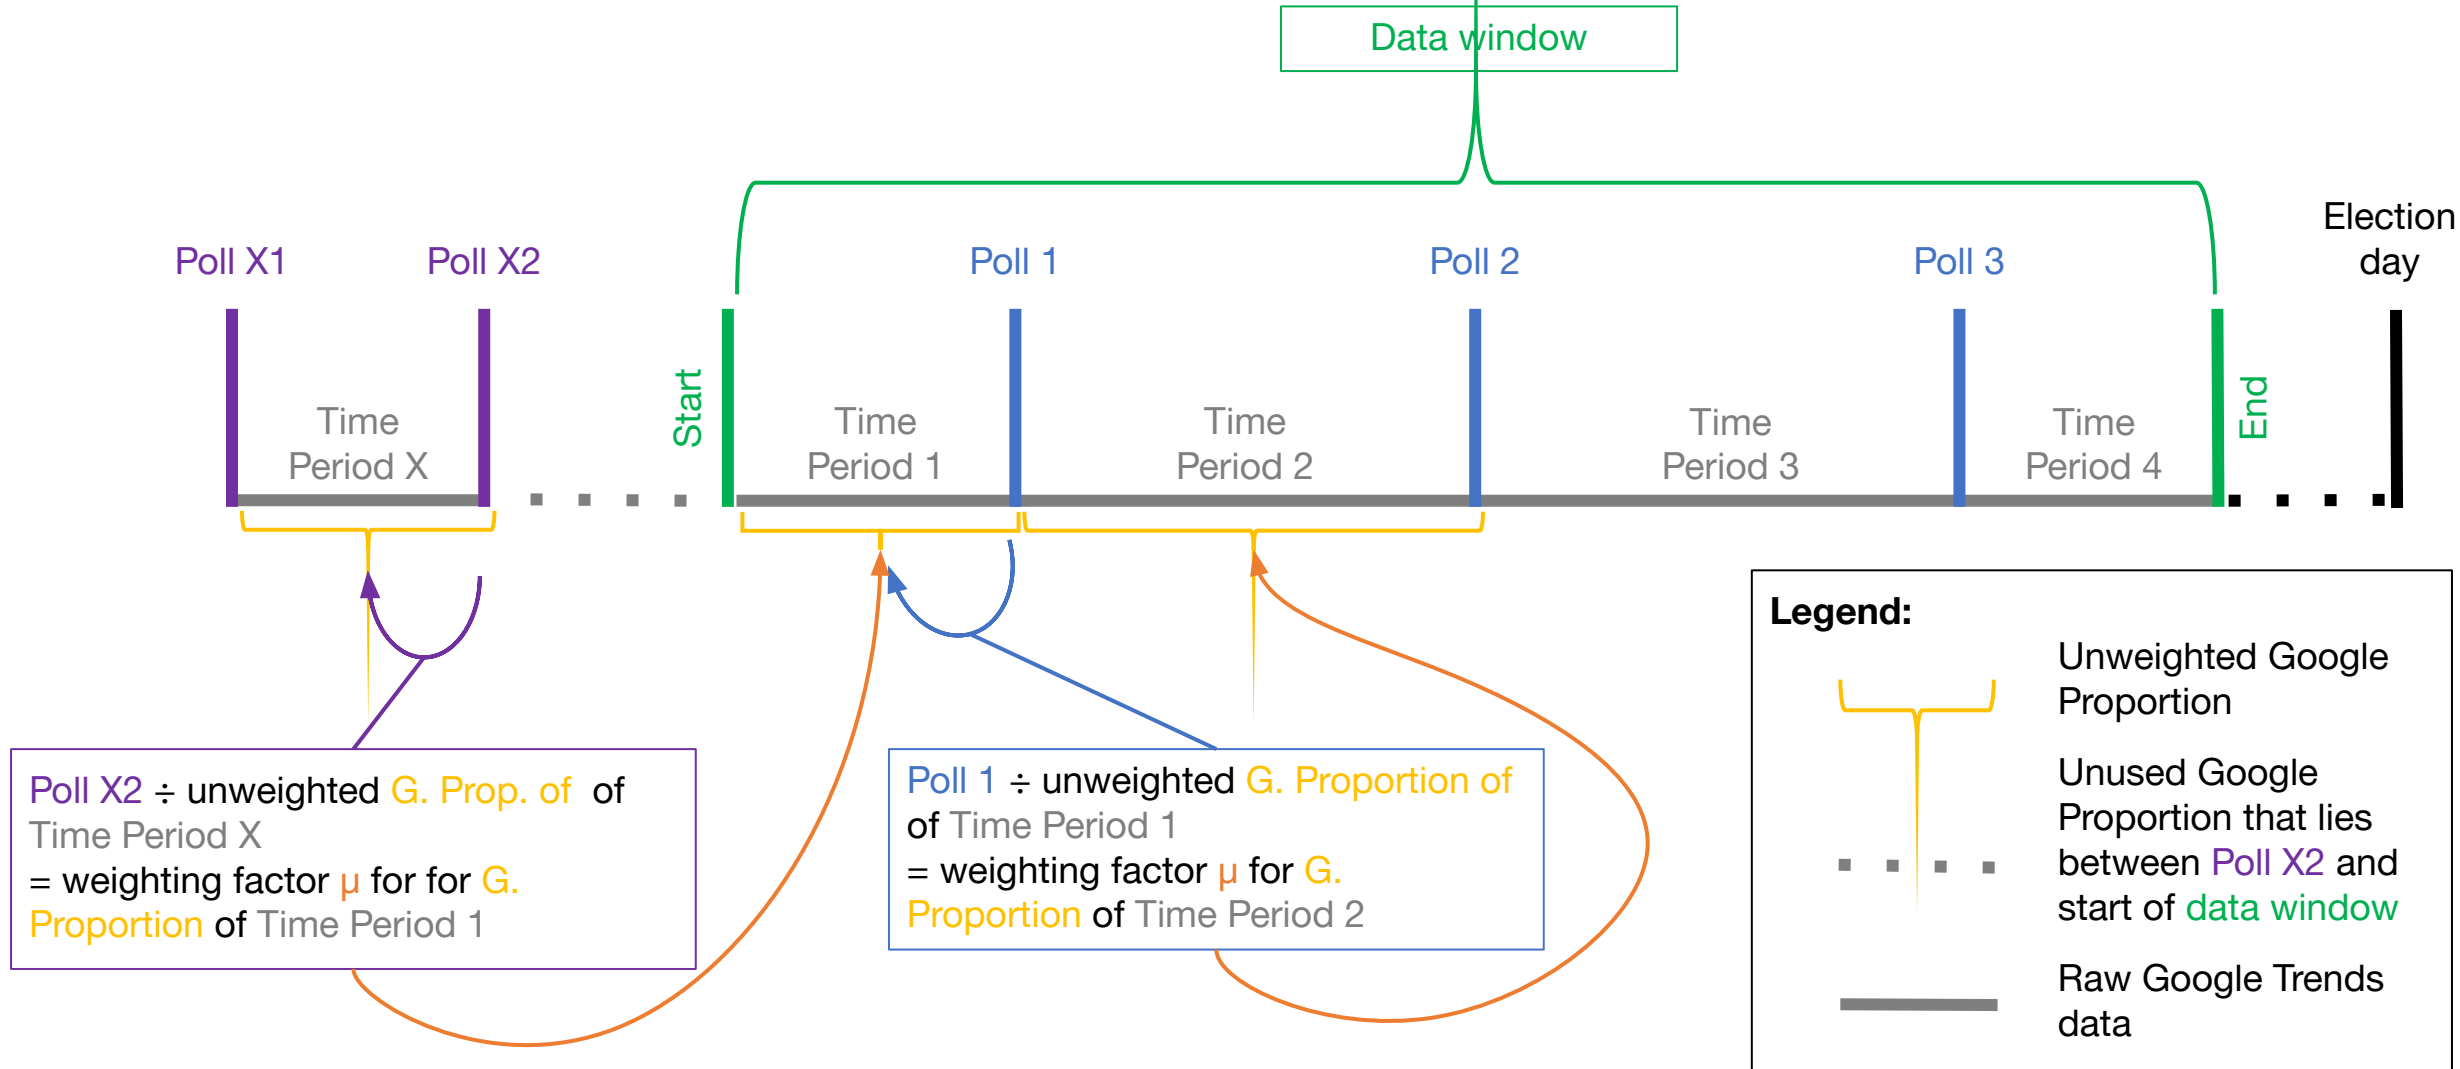 Data window
Election
day
Poll X1
Poll X2
Poll 1
Poll 2
Poll 3
Start
End
Time
Period X
Time
Period 1
Time
Period 2
Time
Period 3
Time
Period 4
Poll X2 ÷ unweighted G. Prop. of of
Time Period X
= weighting factor µ for for G.
Proportion of Time Period 1
Poll 1 ÷ unweighted G. Proportion of
of Time Period 1
= weighting factor µ for G.
Proportion of Time Period 2
Legend:
Unweighted Google
Proportion
Unused Google
Proportion that lies
between Poll X2 and
start of data window
Raw Google Trends
data